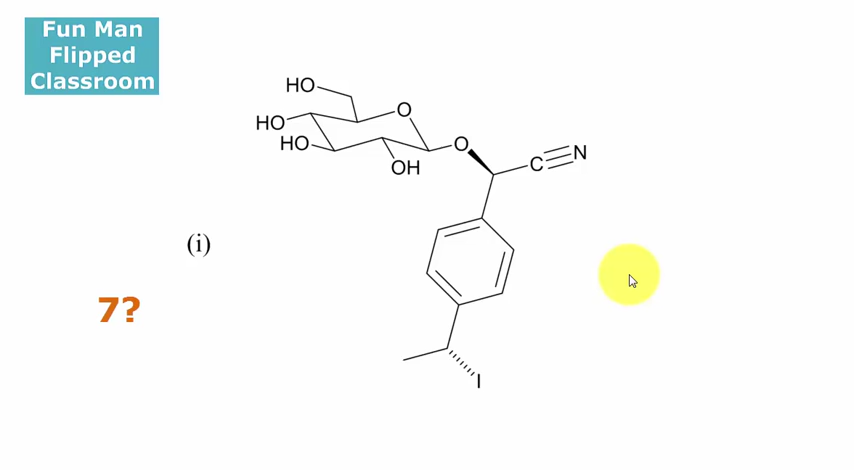 Fun Man
Flipped
Classroom
HO
O
HO
HO
O
C
N
OH
(i)
7?
I